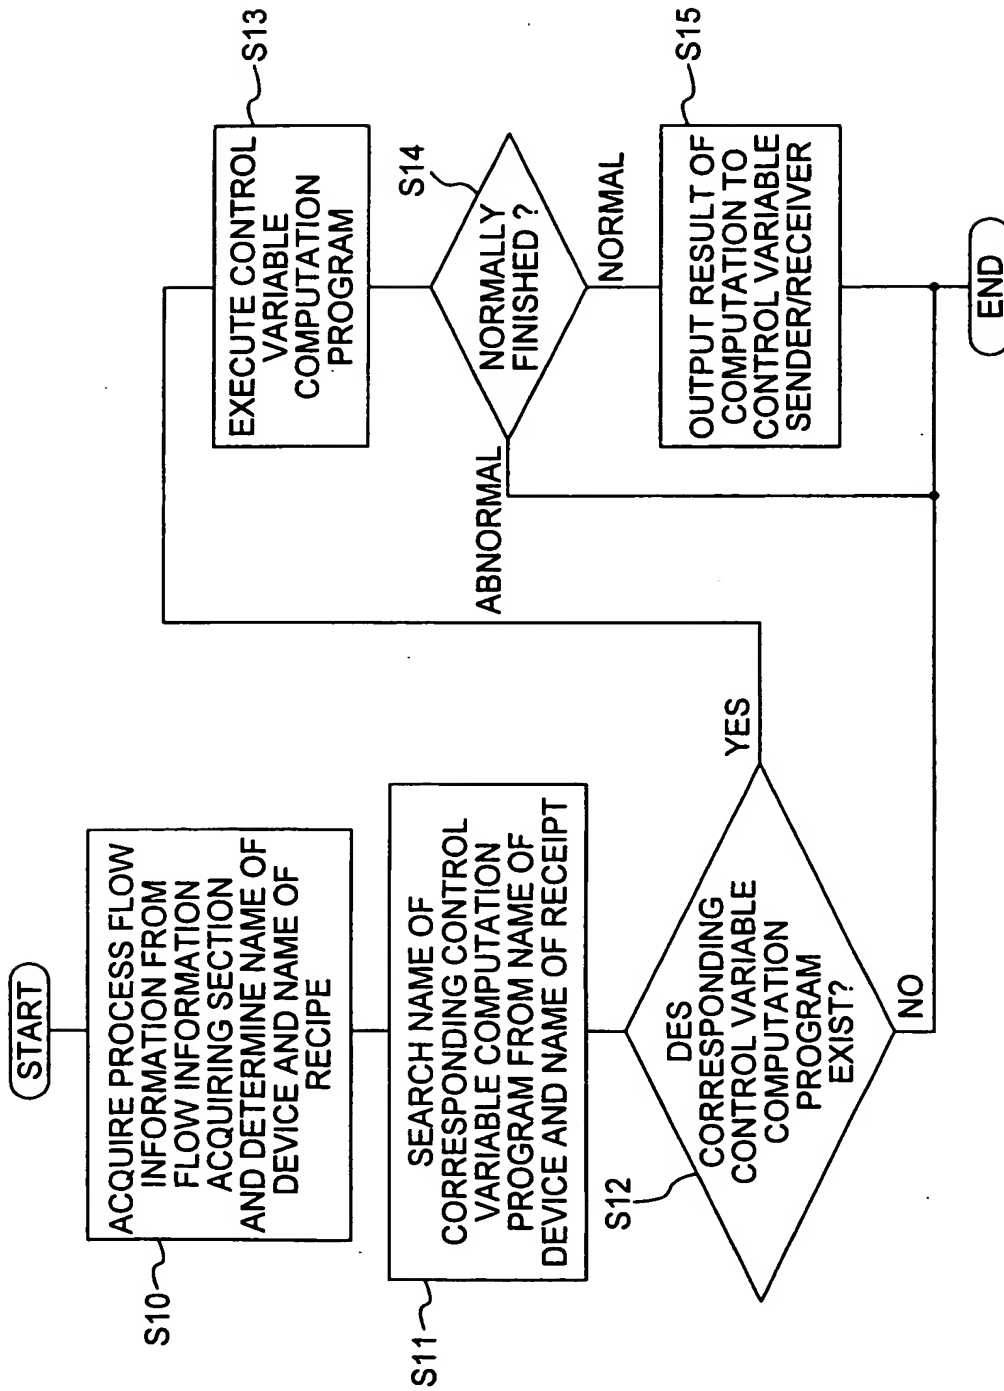 START
S10
ACQUIRE PROCESS FLOW
INFORMATION FROM
FLOW INFORMATION
ACQUIRING SECTION
AND DETERMINE NAME OF
DEVICE AND NAME OF
RECIPE
S11
SEARCH NAME OF
CORRESPONDING CONTROL
VARIABLE COMPUTATION
PROGRAM FROM NAME OF
DEVICE AND NAME OF RECEIPT
S12
DES
CORRESPONDING
CONTROL VARIABLE
COMPUTATION
PROGRAM
EXIST?
YES
NO
S13
EXECUTE CONTROL
VARIABLE
COMPUTATION
PROGRAM
S14
NORMALLY
FINISHED ?
ABNORMAL
NORMAL
S15
OUTPUT RESULT OF
COMPUTATION TO
CONTROL VARIABLE
SENDER/RECEIVER
END